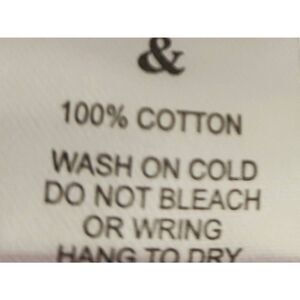 &
100% COTTON
WASH ON COLD
DO NOT BLEACH
OR WRING
HANG TO DRY